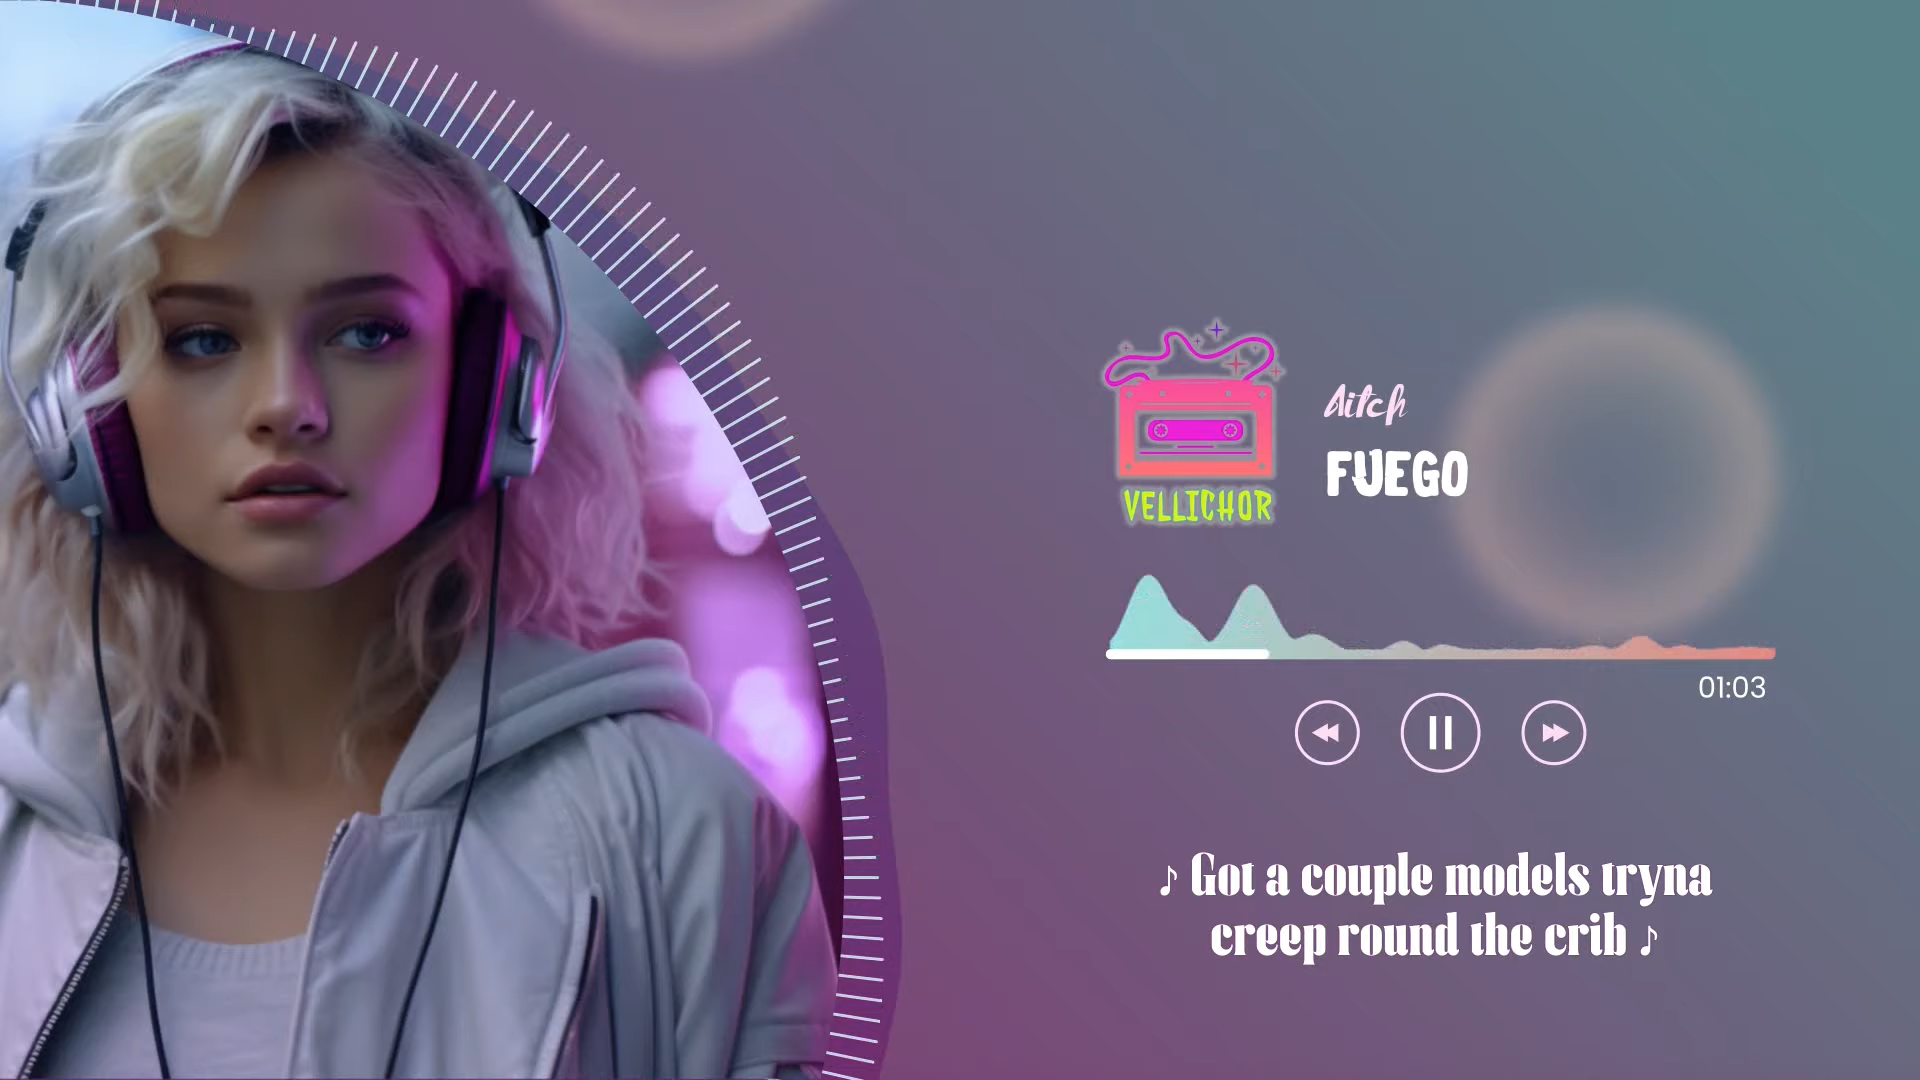 Aitch
FUEGO
VELLICHOR
01:03
♪ Got a couple models tryna
creep round the crib ♪